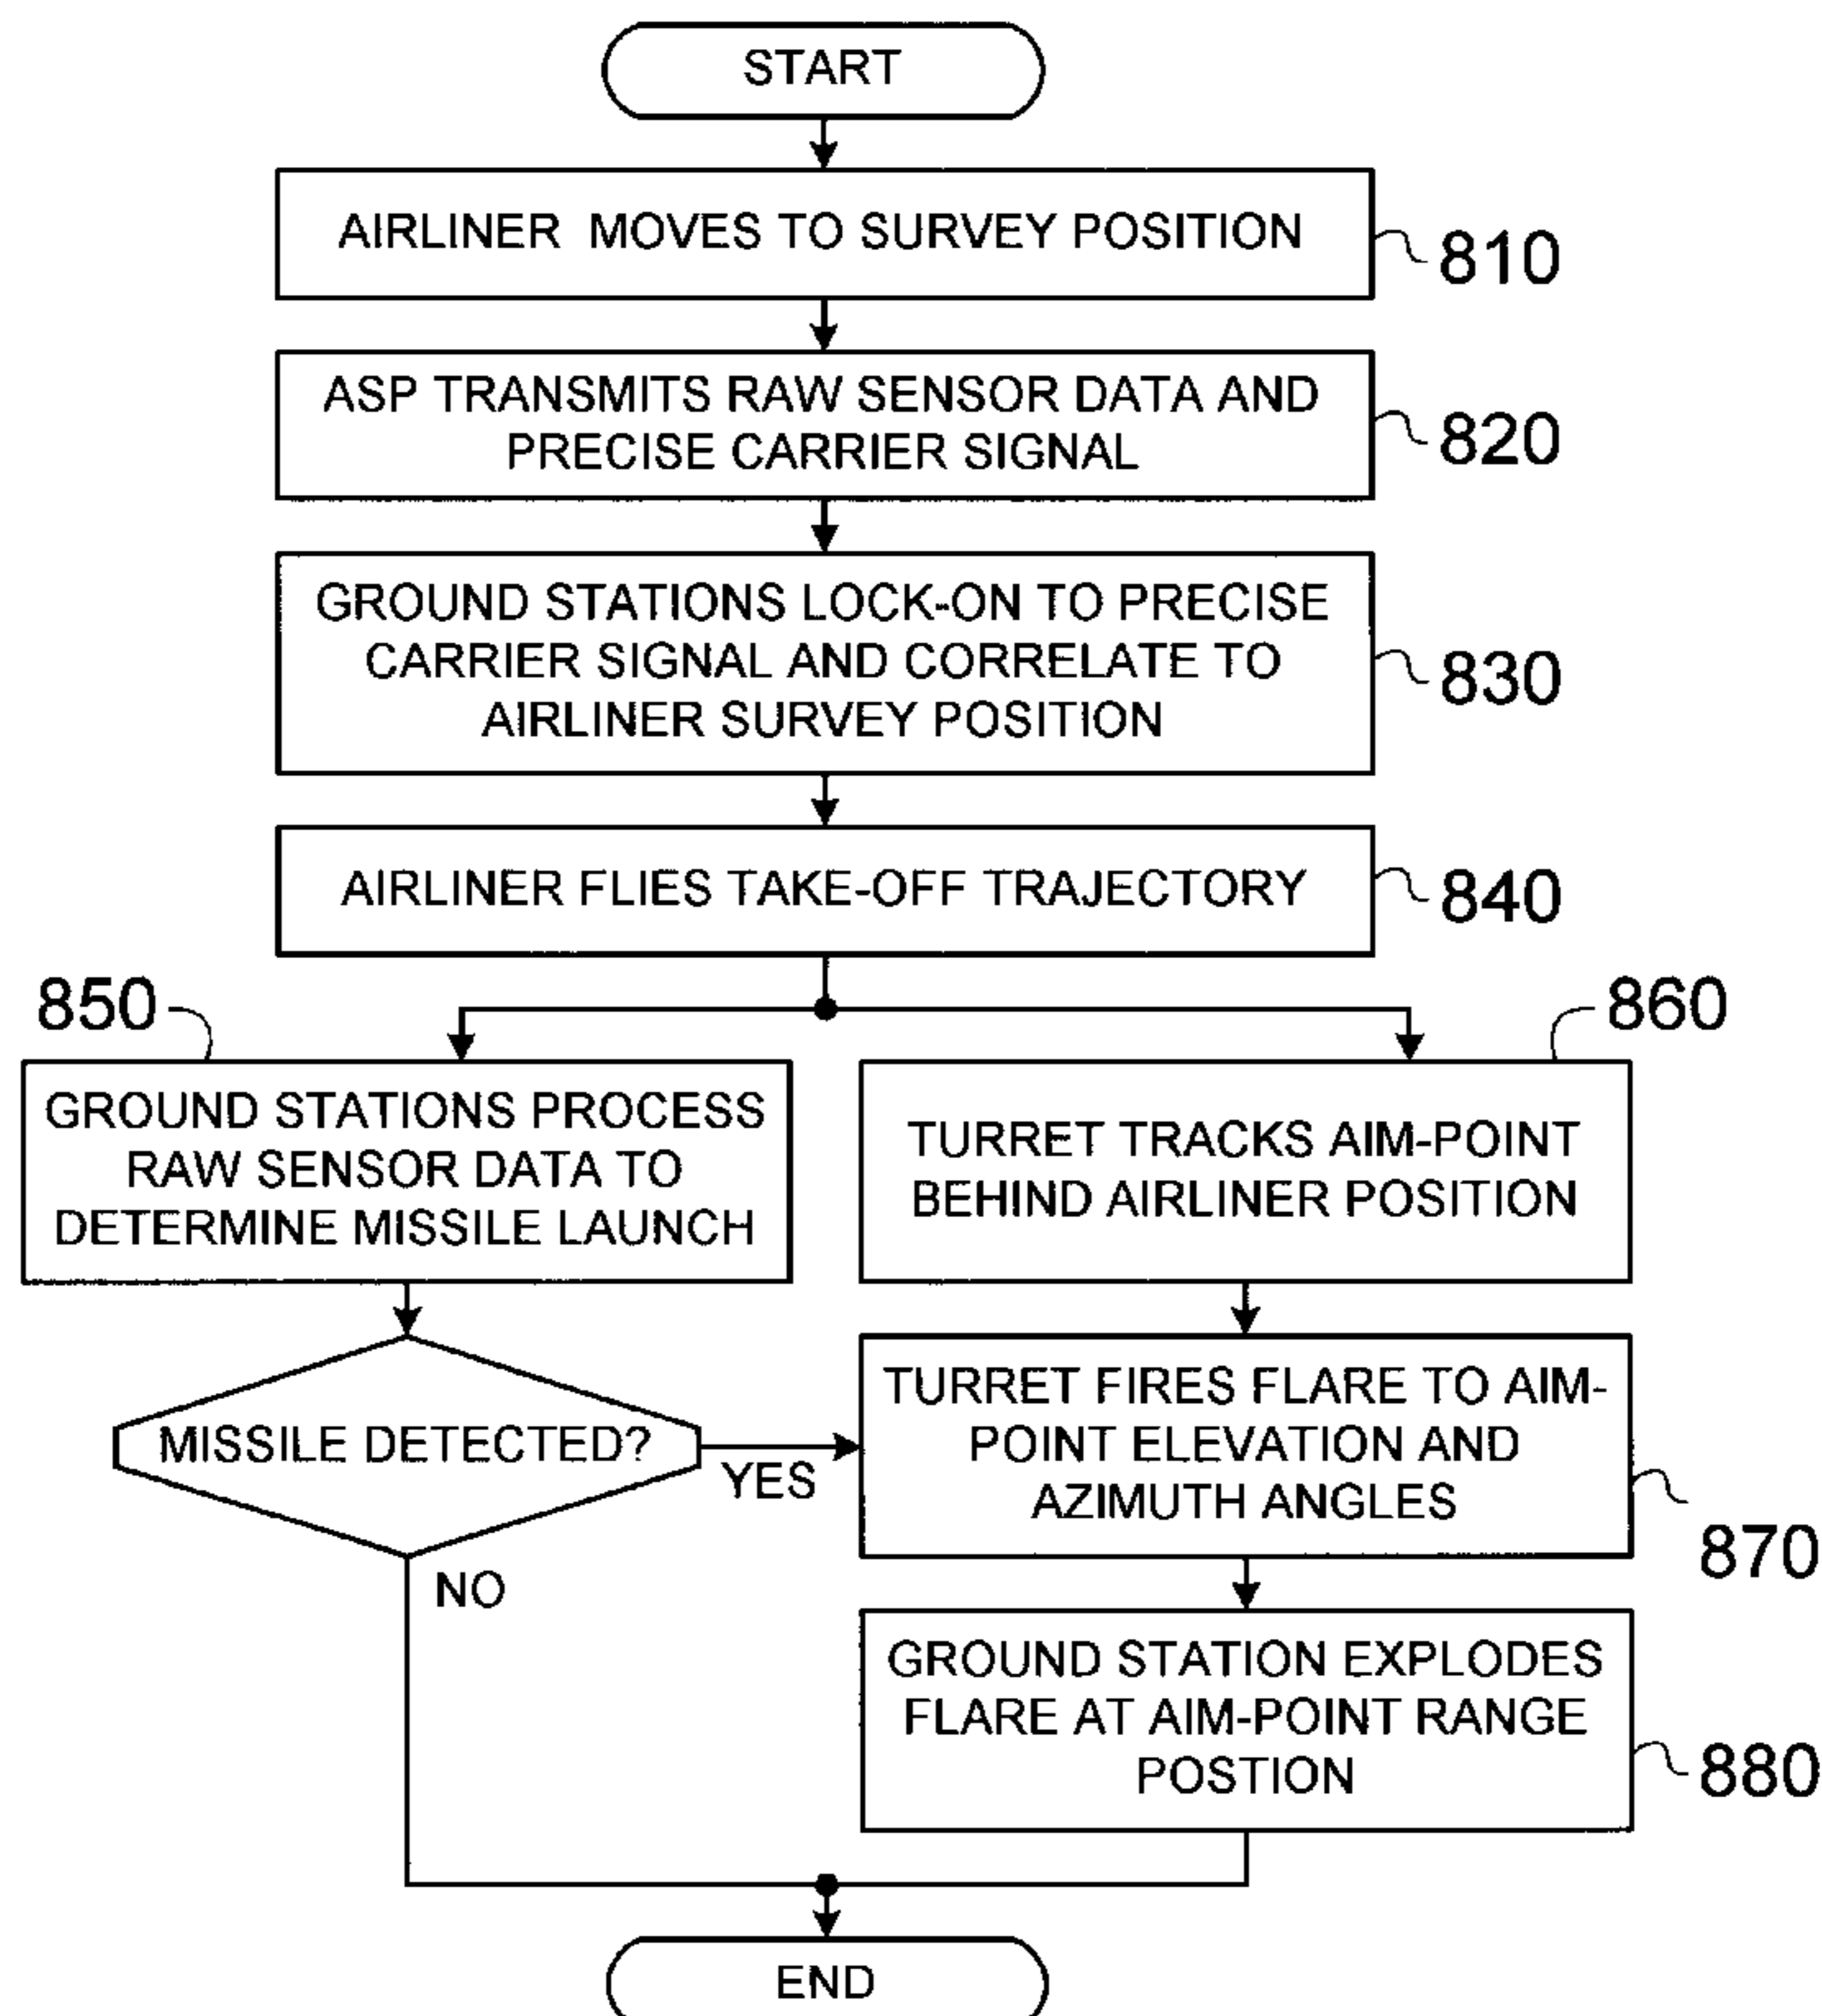 START
AIRLINER MOVES TO SURVEY POSITION
810
ASP TRANSMITS RAW SENSOR DATA AND
PRECISE CARRIER SIGNAL
820
GROUND STATIONS LOCK-ON TO PRECISE
CARRIER SIGNAL AND CORRELATE TO
AIRLINER SURVEY POSITION
830
AIRLINER FLIES TAKE-OFF TRAJECTORY
840
850
GROUND STATIONS PROCESS
RAW SENSOR DATA TO
DETERMINE MISSILE LAUNCH
860
TURRET TRACKS AIM-POINT
BEHIND AIRLINER POSITION
MISSILE DETECTED?
YES
NO
TURRET FIRES FLARE TO AIM-
POINT ELEVATION AND
AZIMUTH ANGLES
870
GROUND STATION EXPLODES
FLARE AT AIM-POINT RANGE
POSTION
880
END